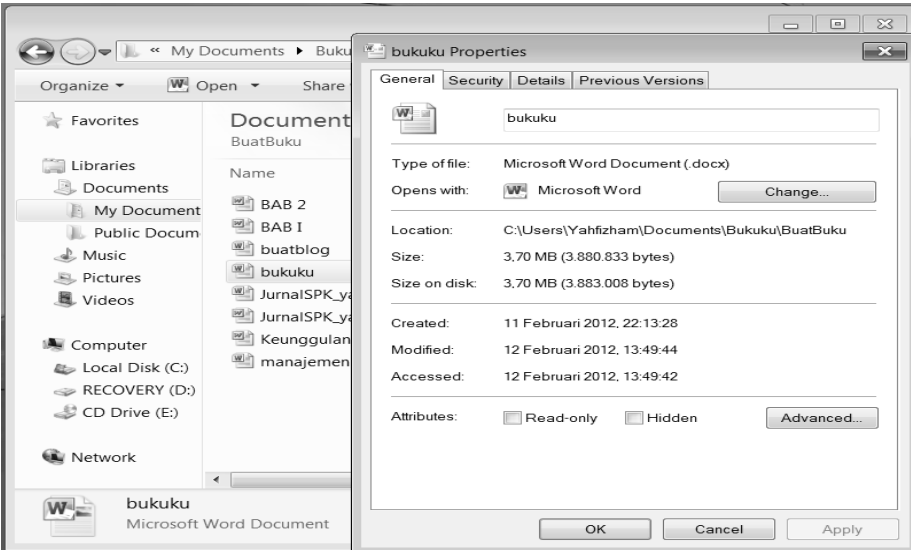 « My Documents ▸ Buku
bukuku Properties
Organize Open Share
General Security Details Previous Versions
Favorites
Libraries
Documents
My Document
Public Docum
Music
Pictures
Videos
Computer
Local Disk (C:)
RECOVERY (D:)
CD Drive (E:)
Network
Document
BuatBuku
Name
BAB 2
BAB I
buatblog
bukuku
JurnalSPK_ya
JurnalSPK_ya
Keunggulan
manajemen
bukuku
Type of file: Microsoft Word Document (.docx)
Opens with: Microsoft Word Change...
Location: C:\Users\Yahfizham\Documents\Bukuku\BuatBuku
Size: 3,70 MB (3.880.833 bytes)
Size on disk: 3,70 MB (3.883.008 bytes)
Created: 11 Februari 2012, 22:13:28
Modified: 12 Februari 2012, 13:49:44
Accessed: 12 Februari 2012, 13:49:42
Attributes: Read-only Hidden Advanced...
OK Cancel Apply
bukuku
Microsoft Word Document